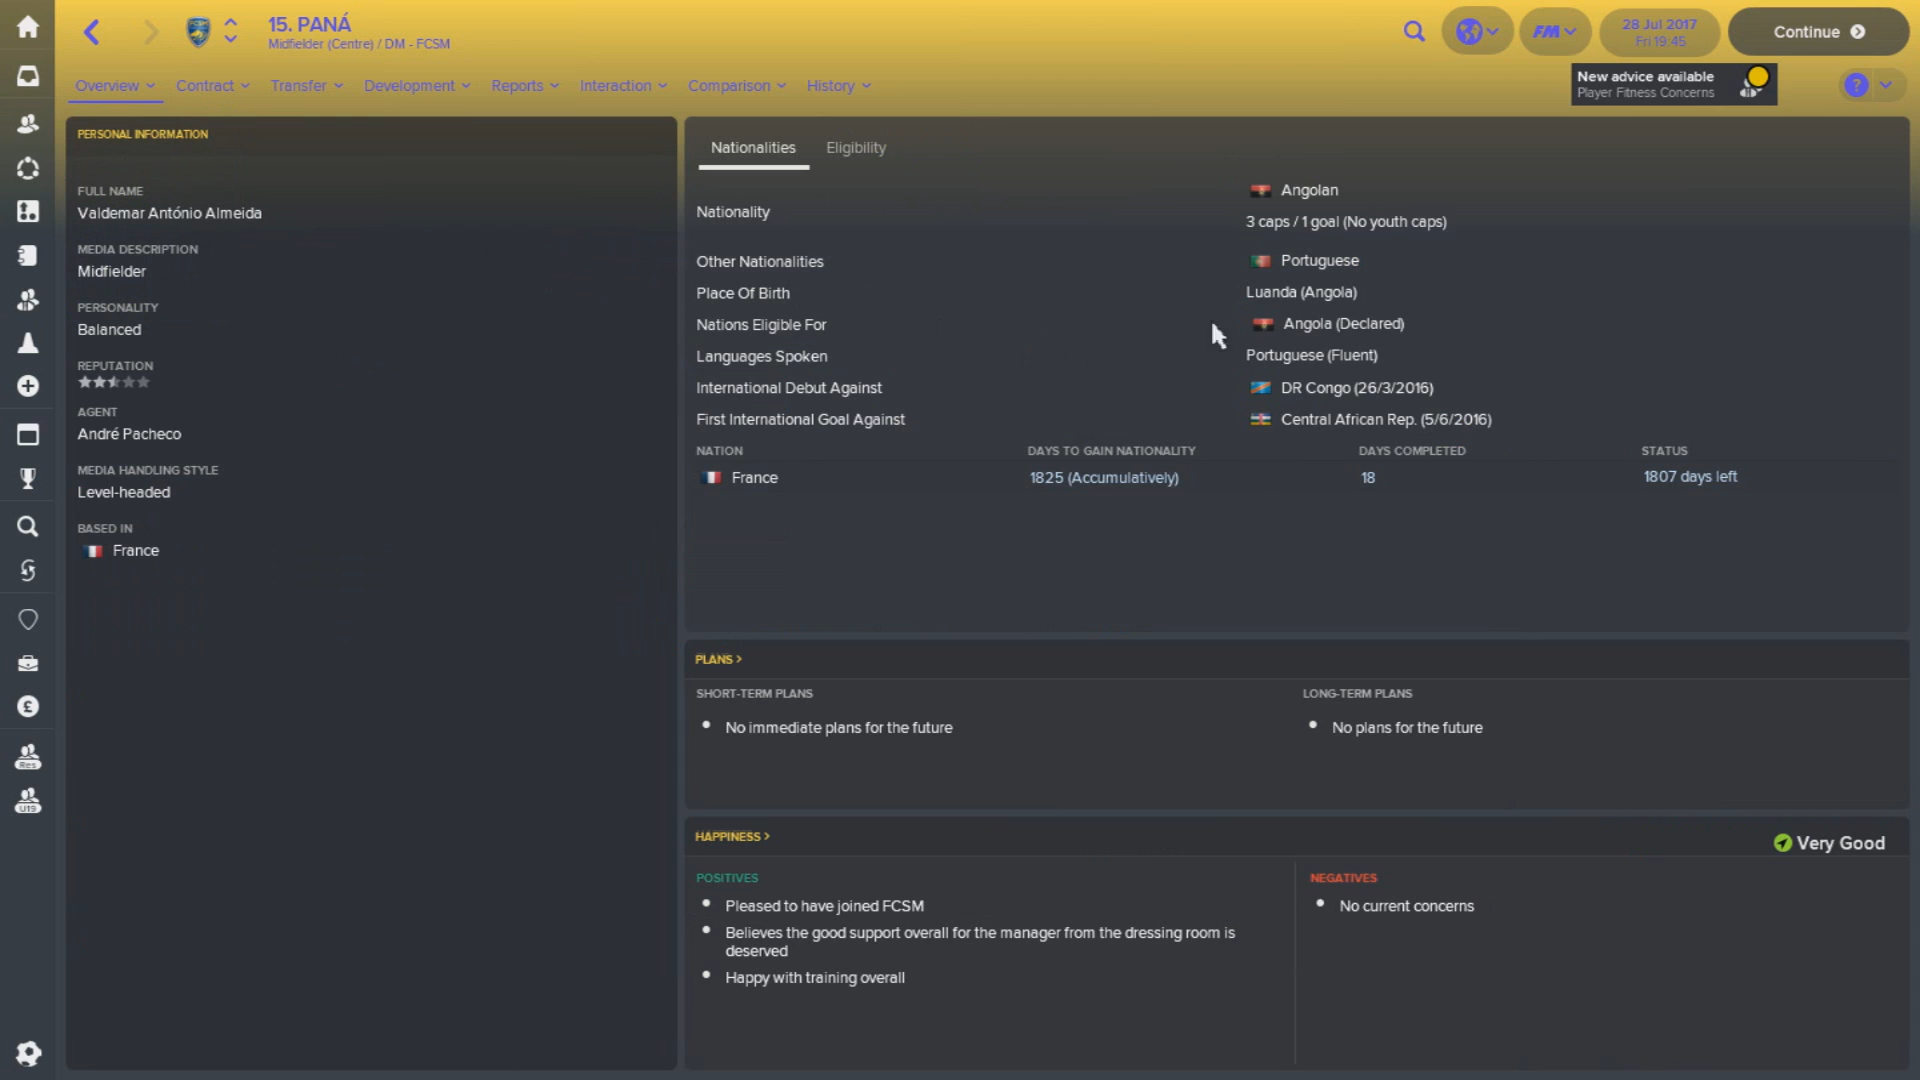 15. PANÁ
Midfielder (Centre) / DM - FCSM
FM
28 Jul 2017
Fri 19:45
Continue
Overview
Contract
Transfer
Development
Reports
Interaction
Comparison
History
New advice available
Player Fitness Concerns
?
PERSONAL INFORMATION
FULL NAME
Valdemar António Almeida
MEDIA DESCRIPTION
Midfielder
PERSONALITY
Balanced
REPUTATION
AGENT
André Pacheco
MEDIA HANDLING STYLE
Level-headed
BASED IN
France
Nationalities
Eligibility
Nationality
Angolan
3 caps / 1 goal (No youth caps)
Other Nationalities
Portuguese
Place Of Birth
Luanda (Angola)
Nations Eligible For
Angola (Declared)
Languages Spoken
Portuguese (Fluent)
International Debut Against
DR Congo (26/3/2016)
First International Goal Against
Central African Rep. (5/6/2016)
NATION
DAYS TO GAIN NATIONALITY
DAYS COMPLETED
STATUS
France
1825 (Accumulatively)
18
1807 days left
PLANS >
SHORT-TERM PLANS
No immediate plans for the future
LONG-TERM PLANS
No plans for the future
HAPPINESS >
Very Good
POSITIVES
Pleased to have joined FCSM
Believes the good support overall for the manager from the dressing room is
deserved
Happy with training overall
NEGATIVES
No current concerns
£
Res
U19